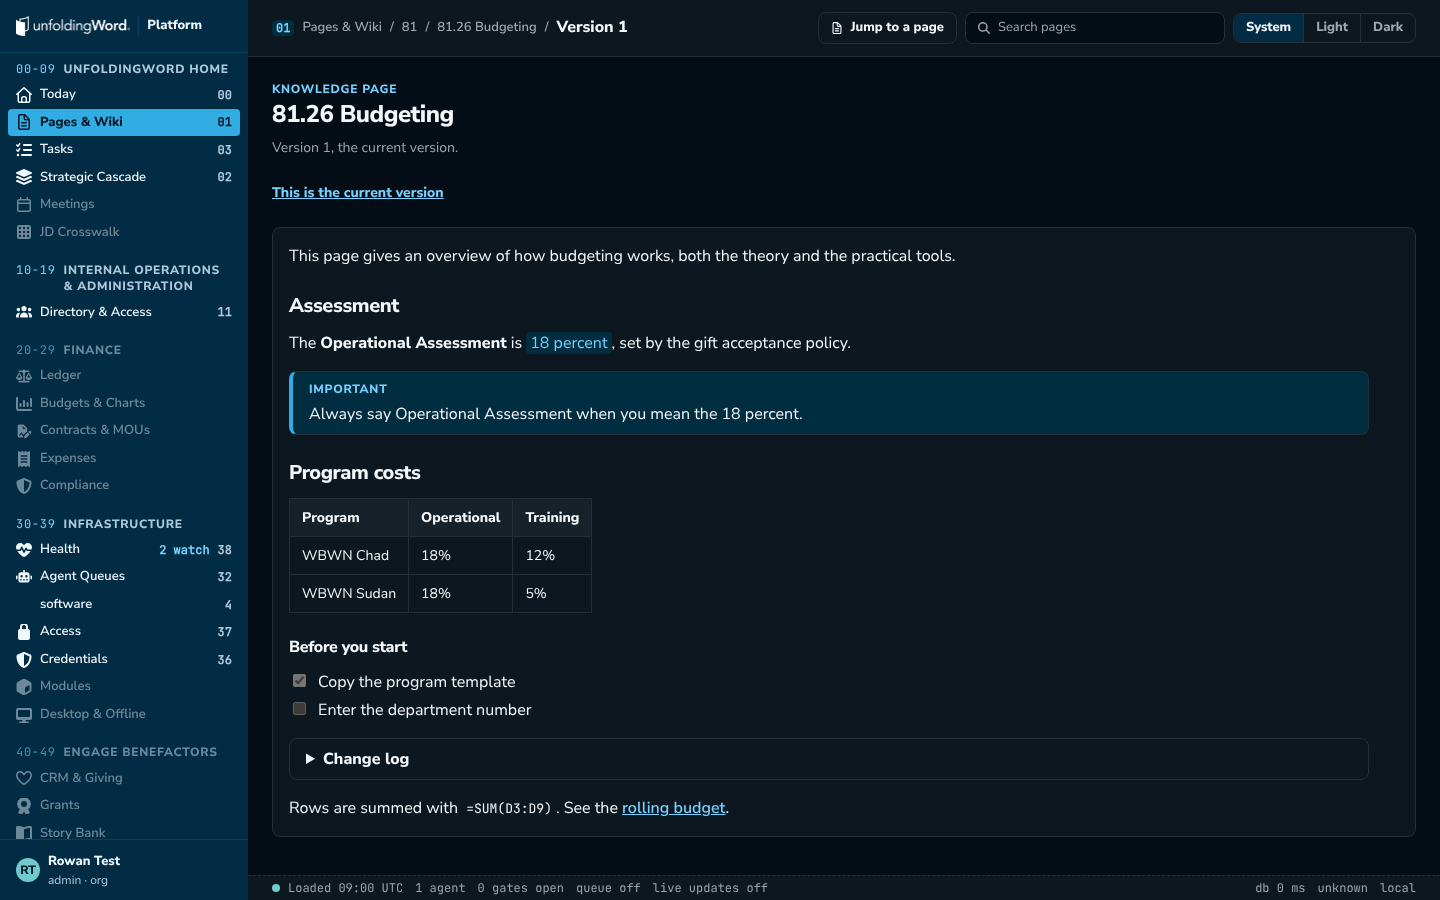 unfoldingWord Platform
01 Pages & Wiki / 81 / 81.26 Budgeting / Version 1
Jump to a page
Search pages
System Light Dark
00-09 UNFOLDINGWORD HOME
Today 00
Pages & Wiki 01
Tasks 03
Strategic Cascade 02
Meetings
JD Crosswalk
10-19 INTERNAL OPERATIONS
& ADMINISTRATION
Directory & Access 11
20-29 FINANCE
Ledger
Budgets & Charts
Contracts & MOUs
Expenses
Compliance
30-39 INFRASTRUCTURE
Health 2 watch 38
Agent Queues 32
software 4
Access 37
Credentials 36
Modules
Desktop & Offline
40-49 ENGAGE BENEFACTORS
CRM & Giving
Grants
Story Bank
RT Rowan Test
admin · org
KNOWLEDGE PAGE
81.26 Budgeting
Version 1, the current version.
This is the current version
This page gives an overview of how budgeting works, both the theory and the practical tools.
Assessment
The Operational Assessment is 18 percent, set by the gift acceptance policy.
IMPORTANT
Always say Operational Assessment when you mean the 18 percent.
Program costs
Program Operational Training
WBWN Chad 18% 12%
WBWN Sudan 18% 5%
Before you start
Copy the program template
Enter the department number
Change log
Rows are summed with =SUM(D3:D9). See the rolling budget.
Loaded 09:00 UTC 1 agent 0 gates open queue off live updates off
db 0 ms unknown local